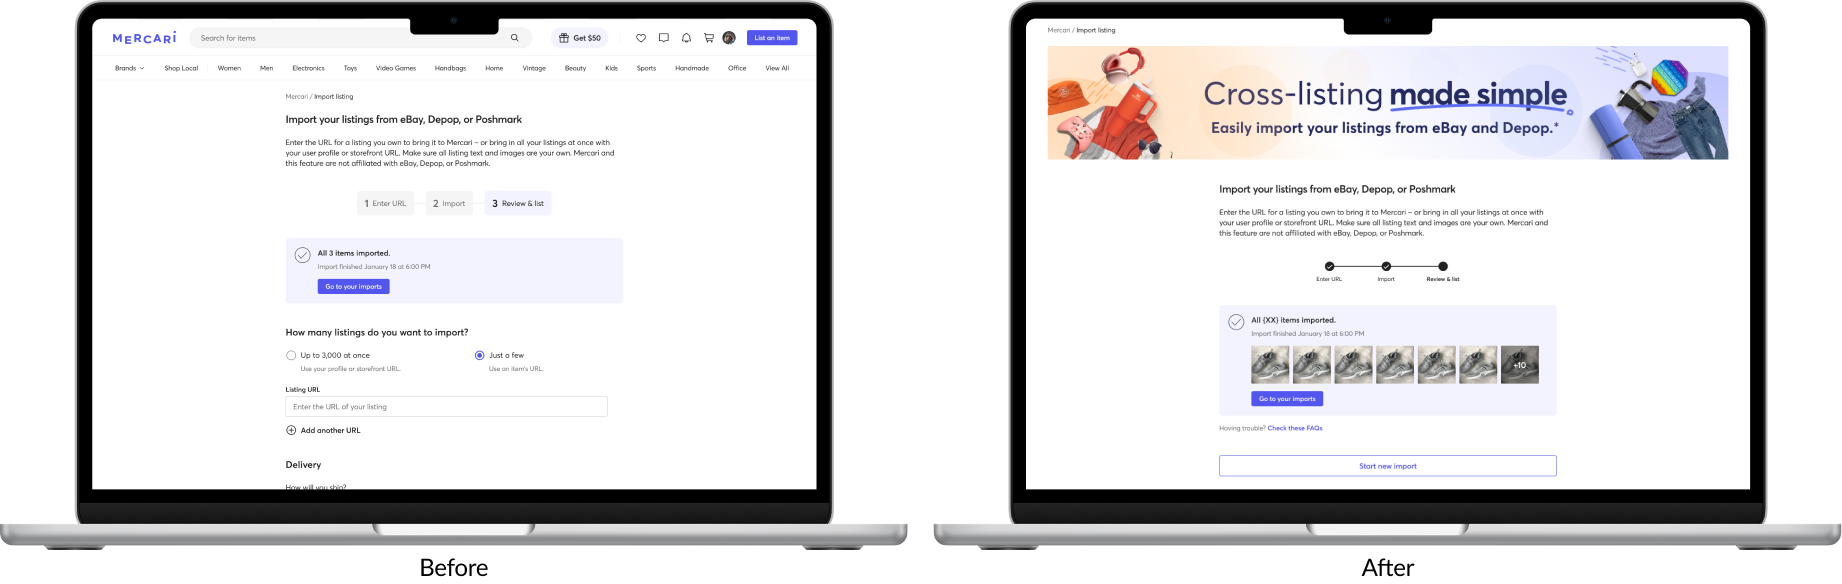 MERCARI
Search for items
Get $50
List an item
Brands
Shop Local
Women
Men
Electronics
Toys
Video Games
Handbags
Home
Vintage
Beauty
Kids
Sports
Handmade
Office
View All
Mercari / Import listing
Import your listings from eBay, Depop, or Poshmark
Enter the URL for a listing you own to bring it to Mercari – or bring in all your listings at once with
your user profile or storefront URL. Make sure all listing text and images are your own. Mercari and
this feature are not affiliated with eBay, Depop, or Poshmark.
1 Enter URL
2 Import
3 Review & list
All 3 items imported.
Import finished January 18 at 6:00 PM
Go to your imports
How many listings do you want to import?
Up to 3,000 at once
Use your profile or storefront URL.
Just a few
Use an item's URL.
Listing URL
Enter the URL of your listing
Add another URL
Delivery
How will you ship?
Before
Mercari / Import listing
Cross-listing made simple
Easily import your listings from eBay and Depop.*
Import your listings from eBay, Depop, or Poshmark
Enter the URL for a listing you own to bring it to Mercari – or bring in all your listings at once with
your user profile or storefront URL. Make sure all listing text and images are your own. Mercari and
this feature are not affiliated with eBay, Depop, or Poshmark.
Enter URL
Import
Review & list
All {XX} items imported.
Import finished January 18 at 6:00 PM
+10
Go to your imports
Having trouble? Check these FAQs
Start new import
After